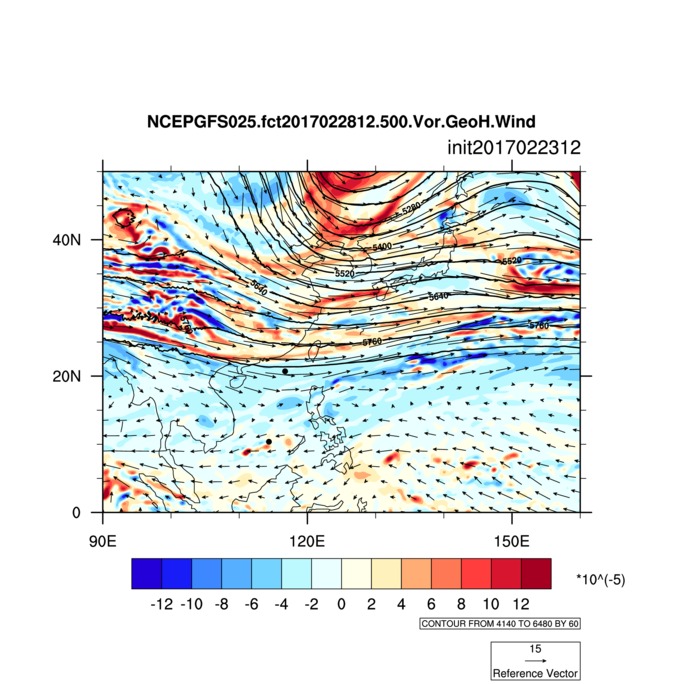 NCEPGFS025.fct2017022812.500.Vor.GeoH.Wind
init2017022312
5280
5400
5520
5520
5640
5640
5760
5760
40N
20N
0
90E 120E 150E
-12 -10 -8 -6 -4 -2 0 2 4 6 8 10 12
*10^(-5)
CONTOUR FROM 4140 TO 6480 BY 60
15
Reference Vector